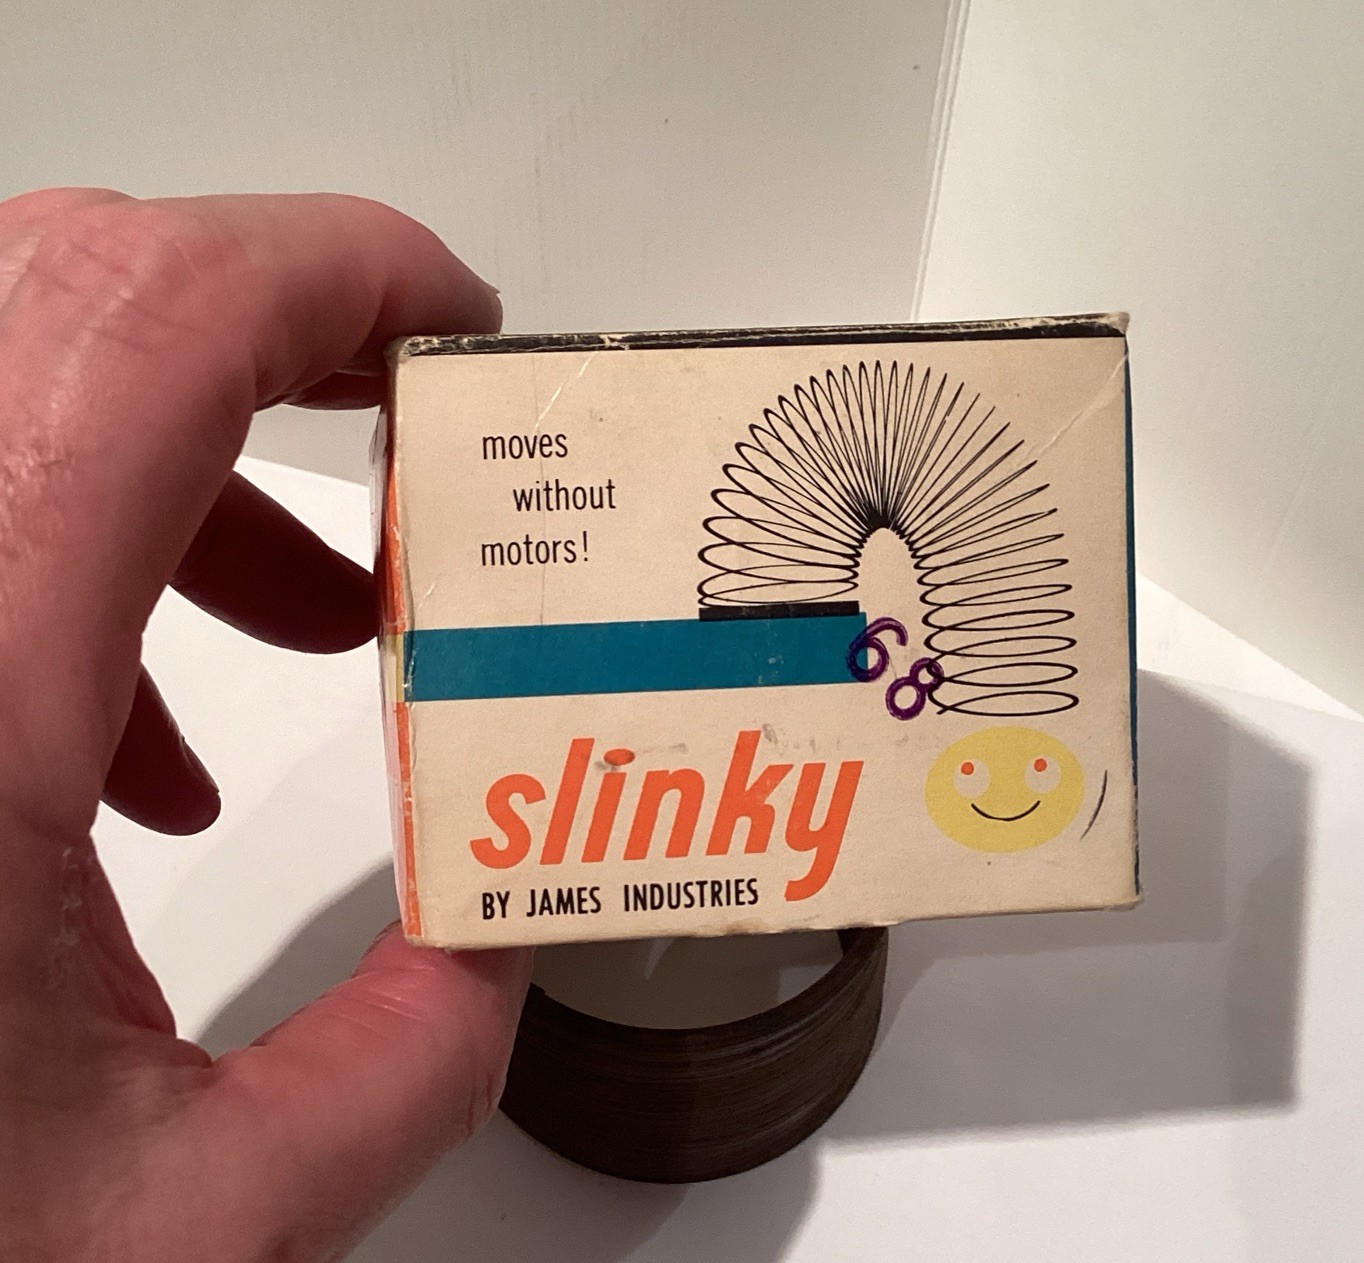 moves
without
motors!
68
slinky
BY JAMES INDUSTRIES